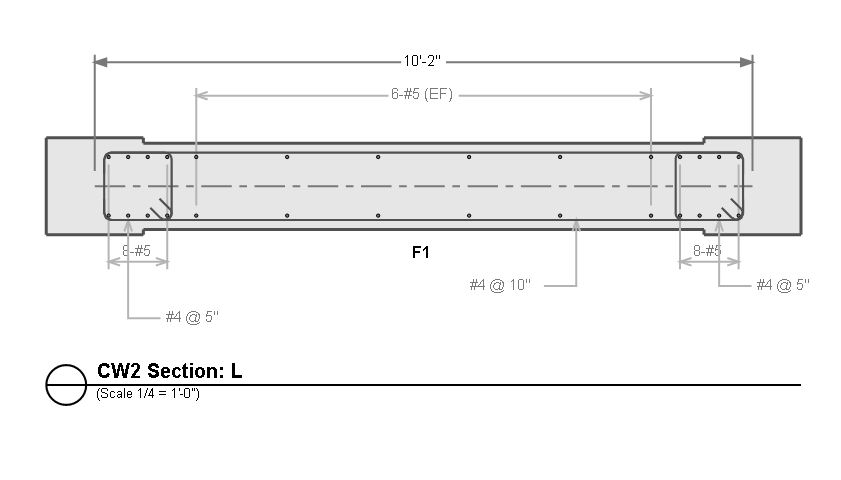 10'-2"
6-#5 (EF)
8-#5
F1
8-#5
#4 @ 10"
#4 @ 5"
#4 @ 5"
CW2 Section: L
(Scale 1/4 = 1'-0")